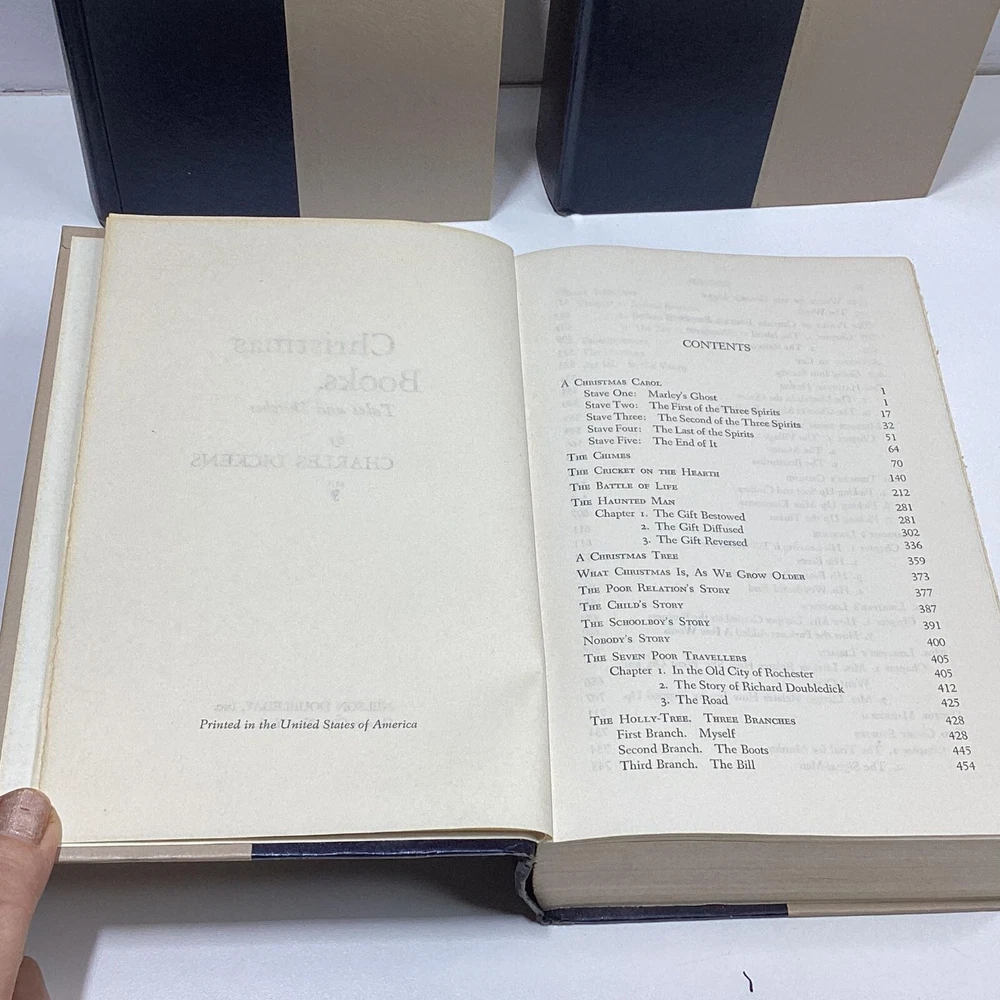 Christmas
Books,
Tales and Sketches
by
CHARLES DICKENS
NELSON DOUBLEDAY, Inc.
Printed in the United States of America
CONTENTS
A Christmas Carol 1
Stave One: Marley's Ghost 1
Stave Two: The First of the Three Spirits 17
Stave Three: The Second of the Three Spirits 32
Stave Four: The Last of the Spirits 51
Stave Five: The End of It 64
The Chimes 70
The Cricket on the Hearth 140
The Battle of Life 212
The Haunted Man 281
Chapter 1. The Gift Bestowed 281
2. The Gift Diffused 302
3. The Gift Reversed 336
A Christmas Tree 359
What Christmas Is, As We Grow Older 373
The Poor Relation's Story 377
The Child's Story 387
The Schoolboy's Story 391
Nobody's Story 400
The Seven Poor Travellers 405
Chapter 1. In the Old City of Rochester 405
2. The Story of Richard Doubledick 412
3. The Road 425
The Holly-Tree. Three Branches 428
First Branch. Myself 428
Second Branch. The Boots 445
Third Branch. The Bill 454